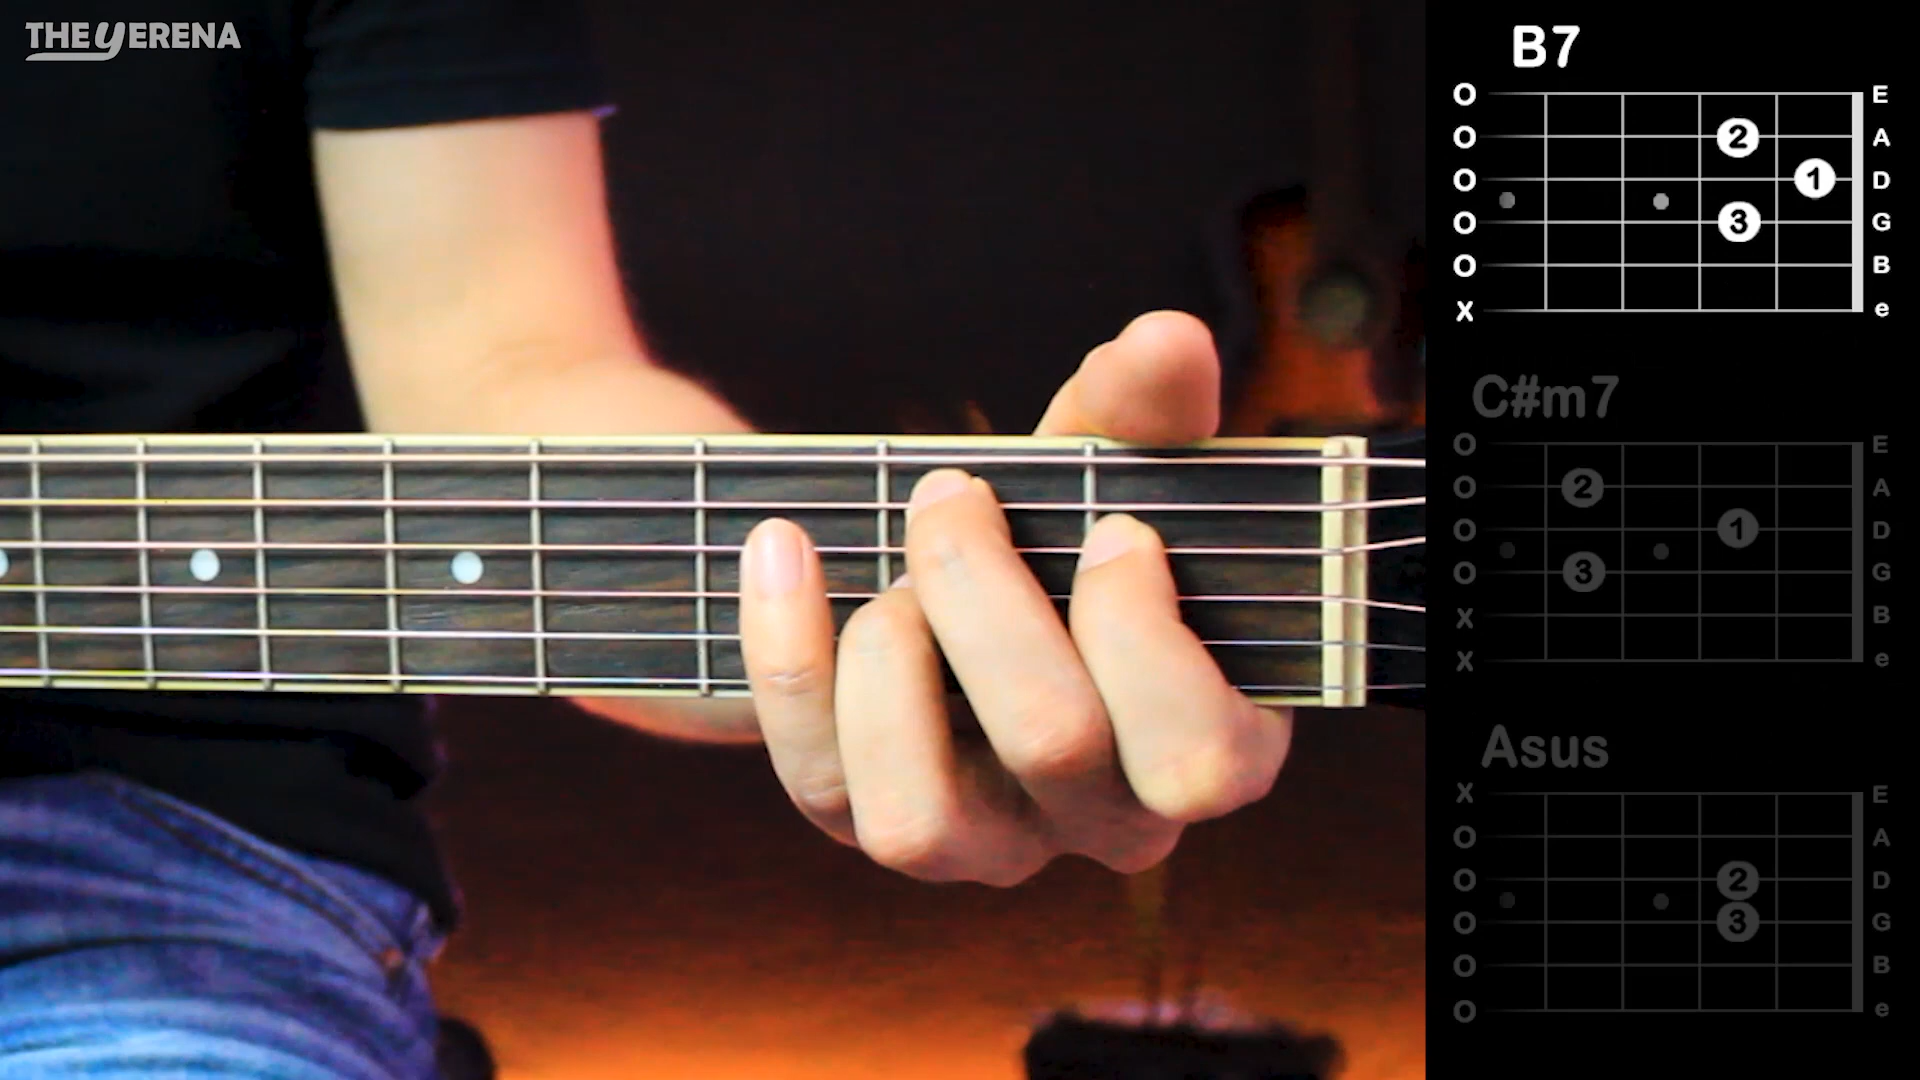 THEYERENA
B7
O E
O 2 A
O 1 D
O 3 G
O B
X e
C#m7
O E
O 2 A
O 1 D
O 3 G
X B
X e
Asus
X E
O A
O 2 D
O 3 G
O B
O e